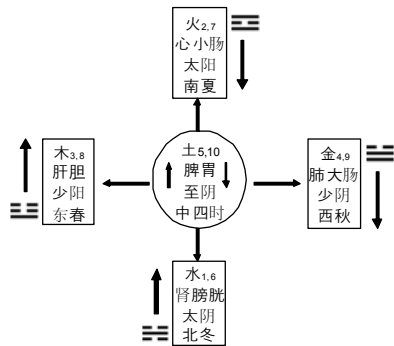 火2,7
心小肠
太阳
南夏
木3,8
肝胆
少阳
东春
土5,10
脾胃
至阴
中四时
金4,9
肺大肠
少阴
西秋
水1,6
肾膀胱
太阴
北冬